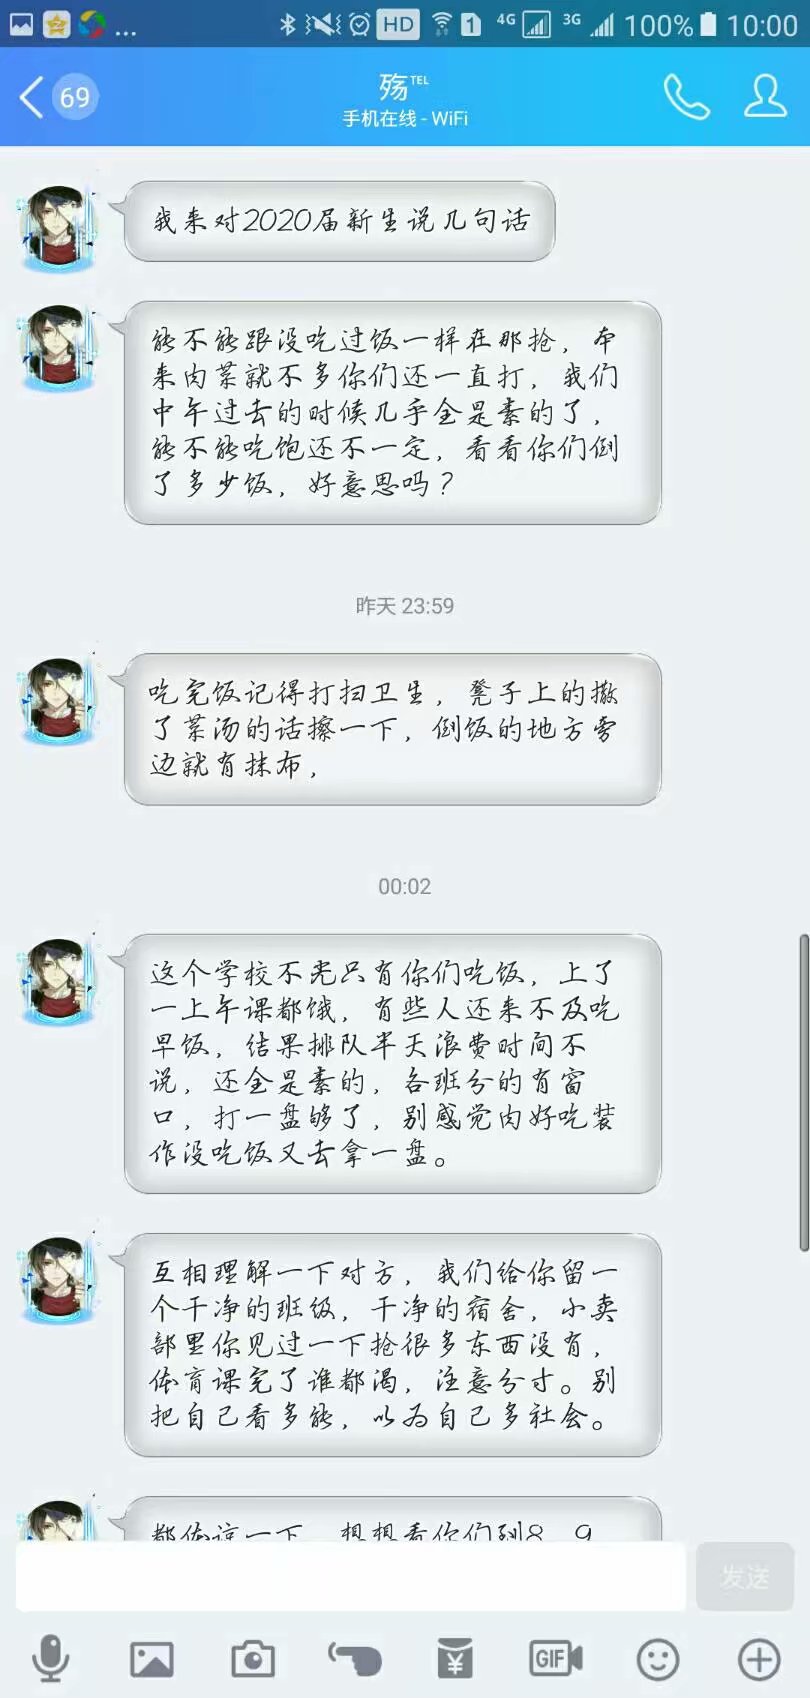 ... HD 1 4G 3G 100% 10:00
69
殇TEL
手机在线 - WiFi
我来对2020届新生说几句话
能不能跟没吃过饭一样在那抢，本
来肉菜就不多你们还一直打，我们
中午过去的时候几乎全是素的了，
能不能吃饱还不一定，看看你们倒
了多少饭，好意思吗？
昨天 23:59
吃完饭记得打扫卫生，凳子上的撒
了菜汤的话擦一下，倒饭的地方旁
边就有抹布，
00:02
这个学校不光只有你们吃饭，上了
一上午课都饿，有些人还来不及吃
早饭，结果排队半天浪费时间不
说，还全是素的，各班分的有窗
口，打一盘够了，别感觉肉好吃装
作没吃饭又去拿一盘。
互相理解一下对方，我们给你留一
个干净的班级，干净的宿舍，小卖
部里你见过一下抢很多东西没有，
体育课完了谁都渴，注意分寸。别
把自己看多能，以为自己多社会。
都体谅一下，想想看你们到8、9
发送
GIF